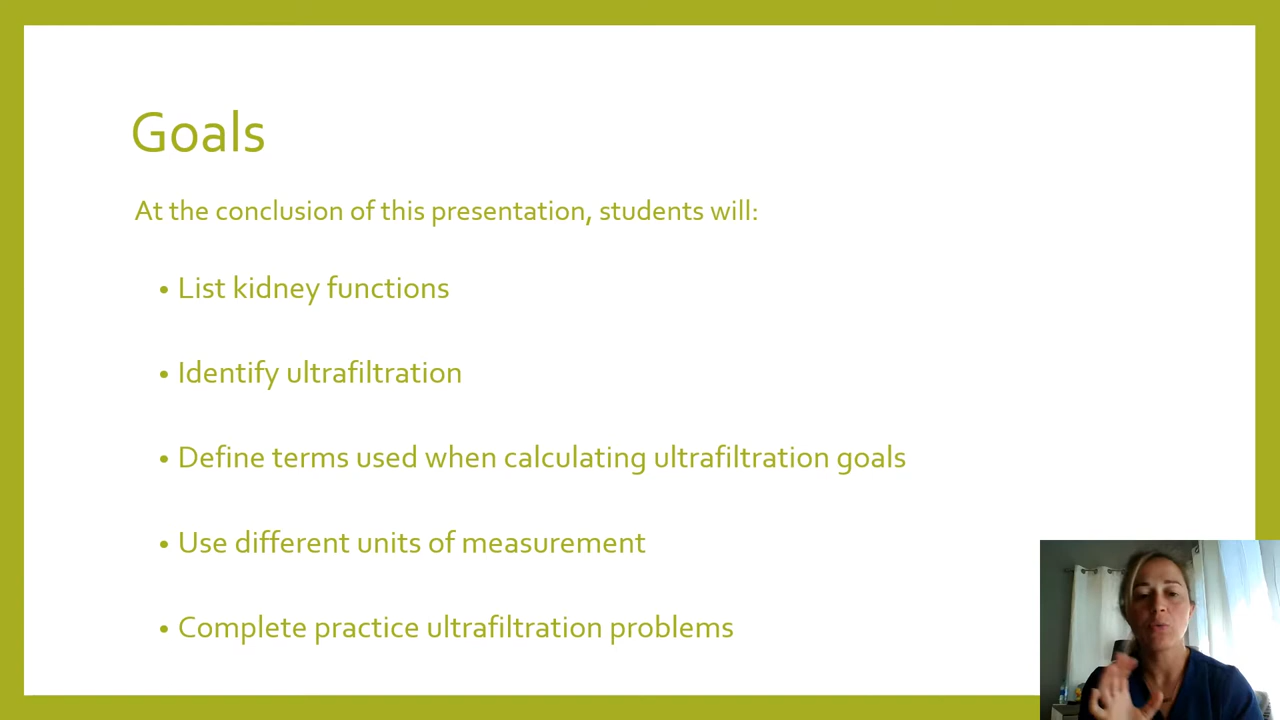 Goals
At the conclusion of this presentation, students will:
• List kidney functions
• Identify ultrafiltration
• Define terms used when calculating ultrafiltration goals
• Use different units of measurement
• Complete practice ultrafiltration problems